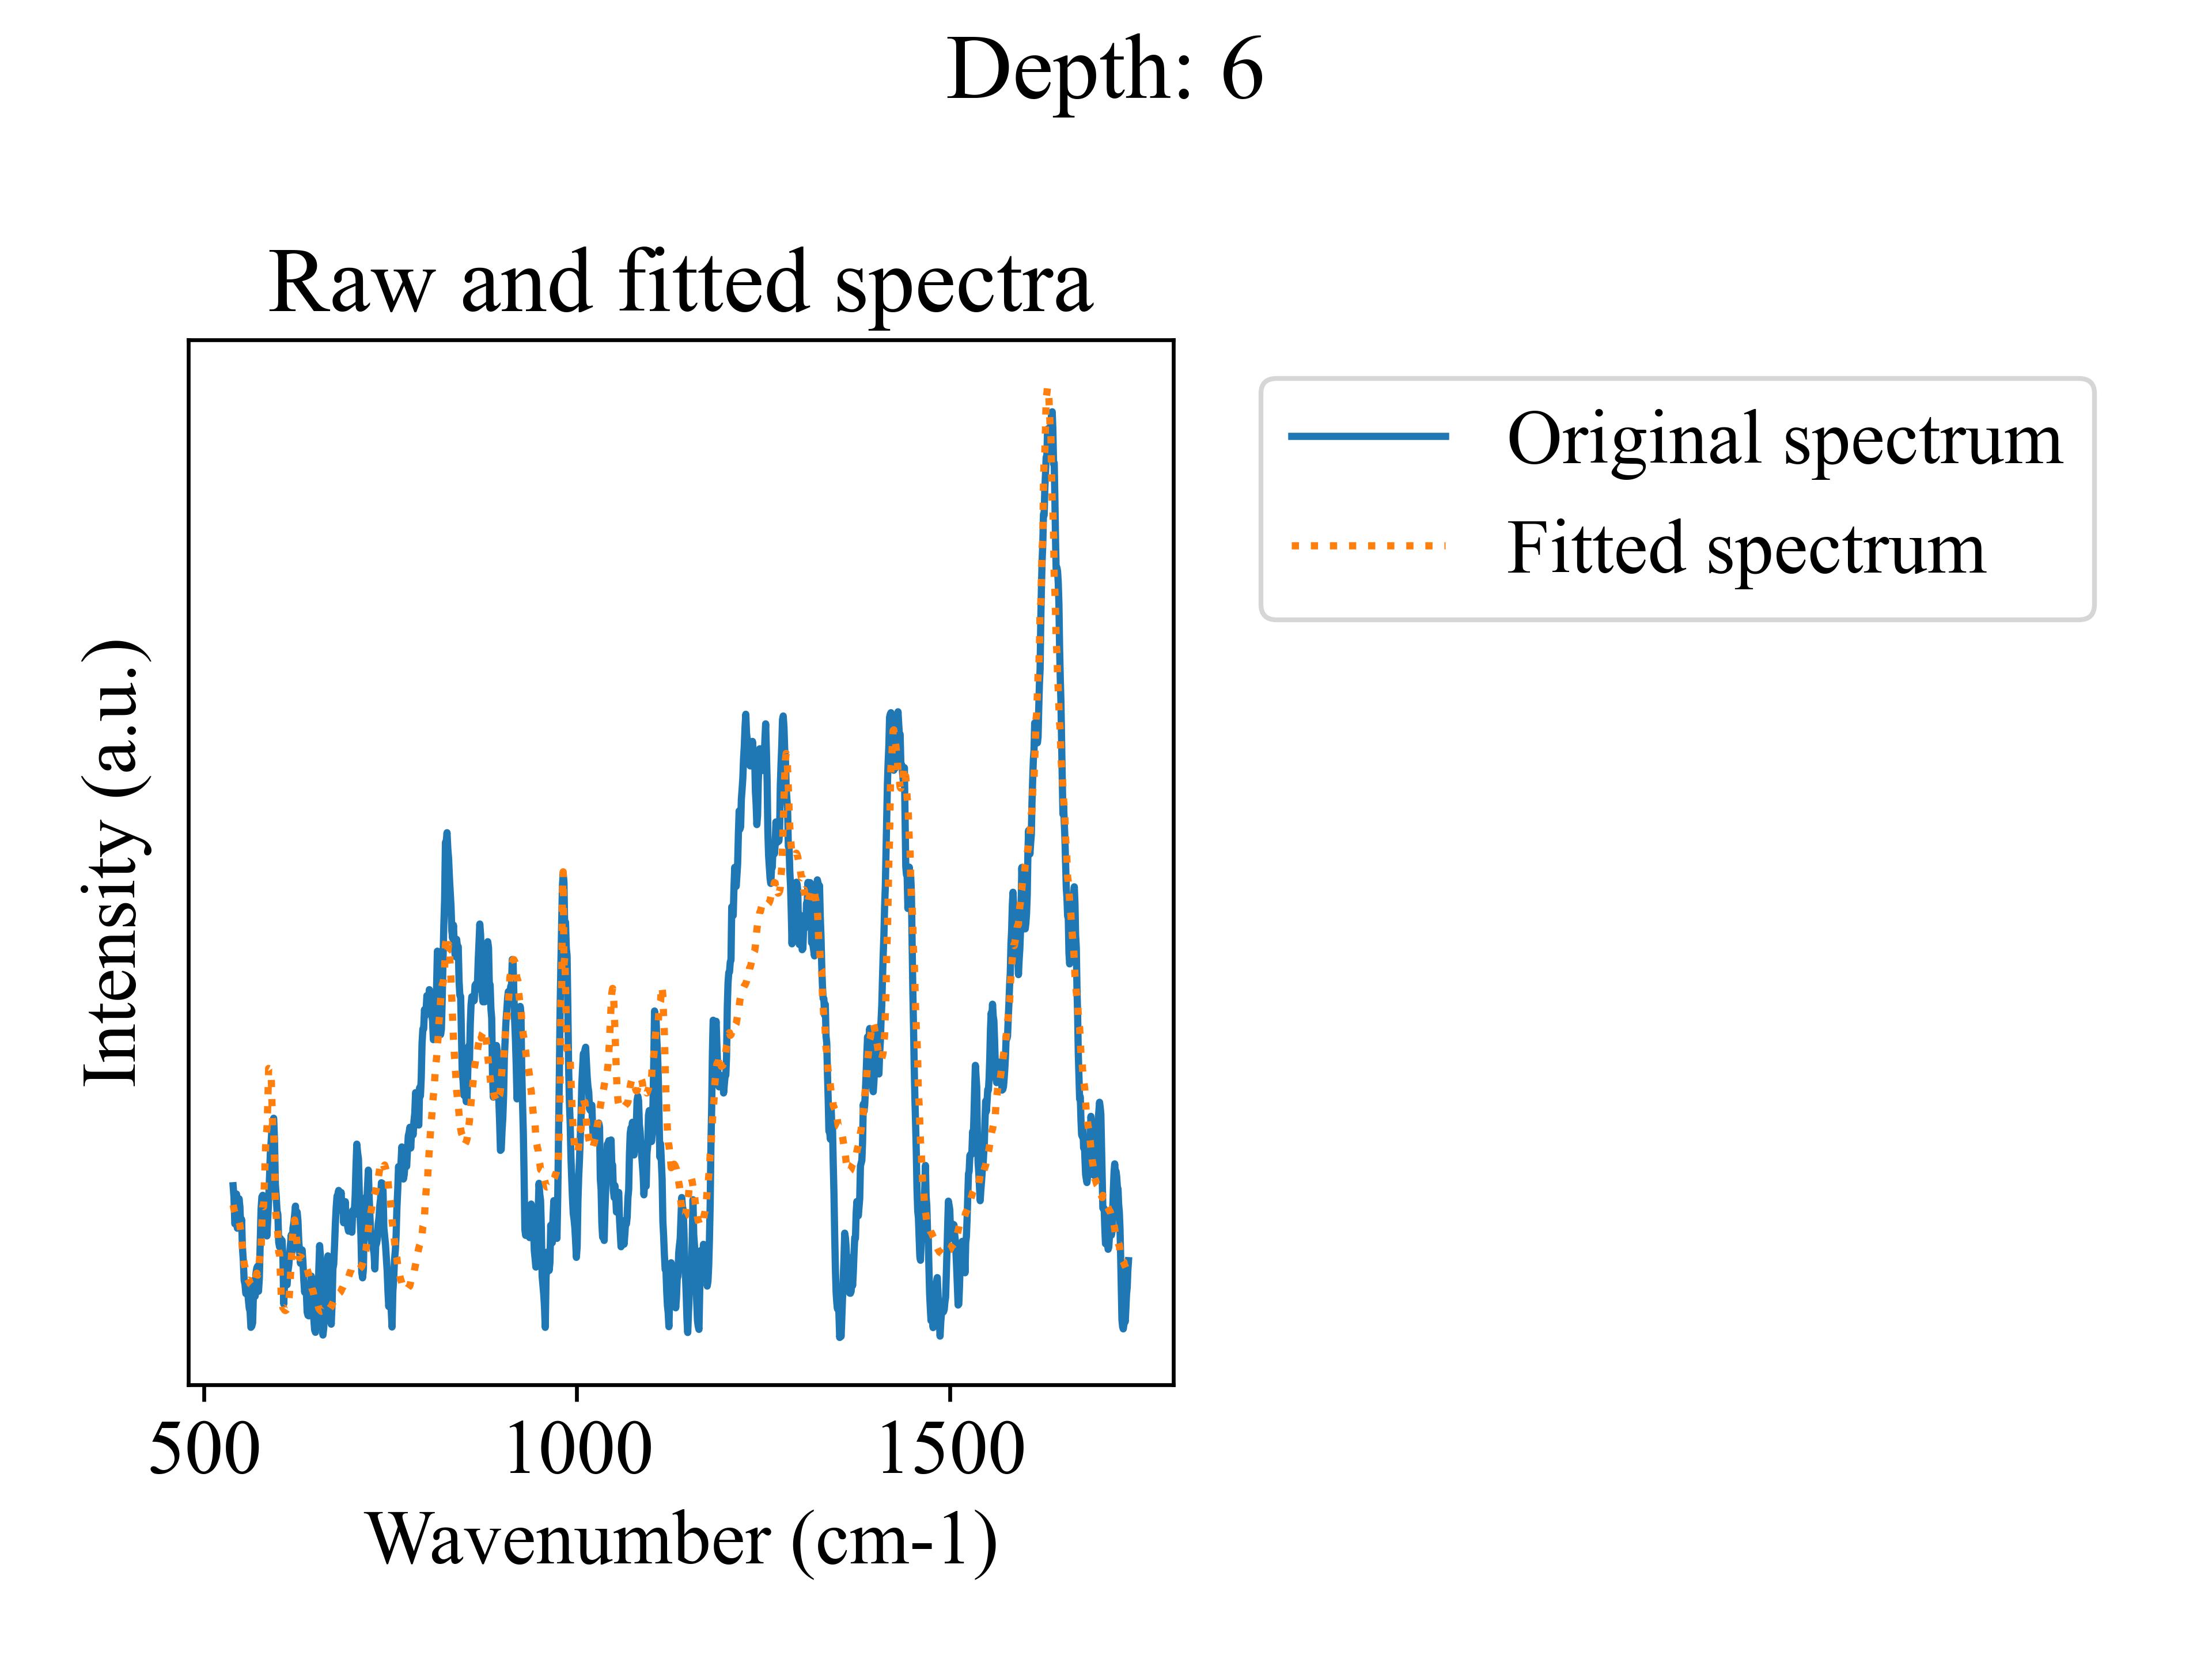 Depth: 6
Raw and fitted spectra
Intensity (a.u.)
Original spectrum
Fitted spectrum
500 1000 1500
Wavenumber (cm-1)